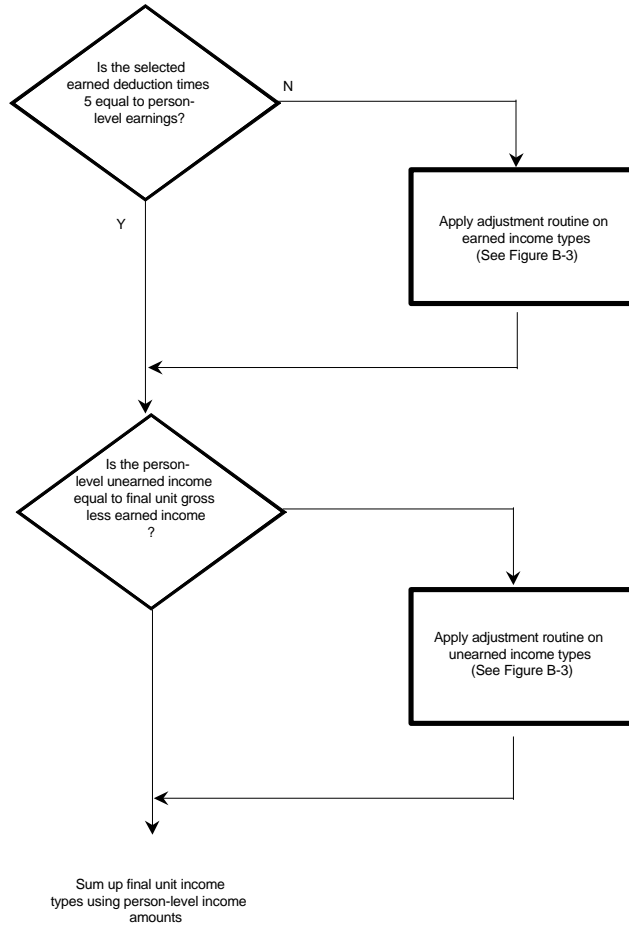 Is the selected
earned deduction times
5 equal to person-
level earnings?
N
Apply adjustment routine on
earned income types
(See Figure B-3)
Y
Is the person-
level unearned income
equal to final unit gross
less earned income
?
Apply adjustment routine on
unearned income types
(See Figure B-3)
Sum up final unit income
types using person-level income
amounts